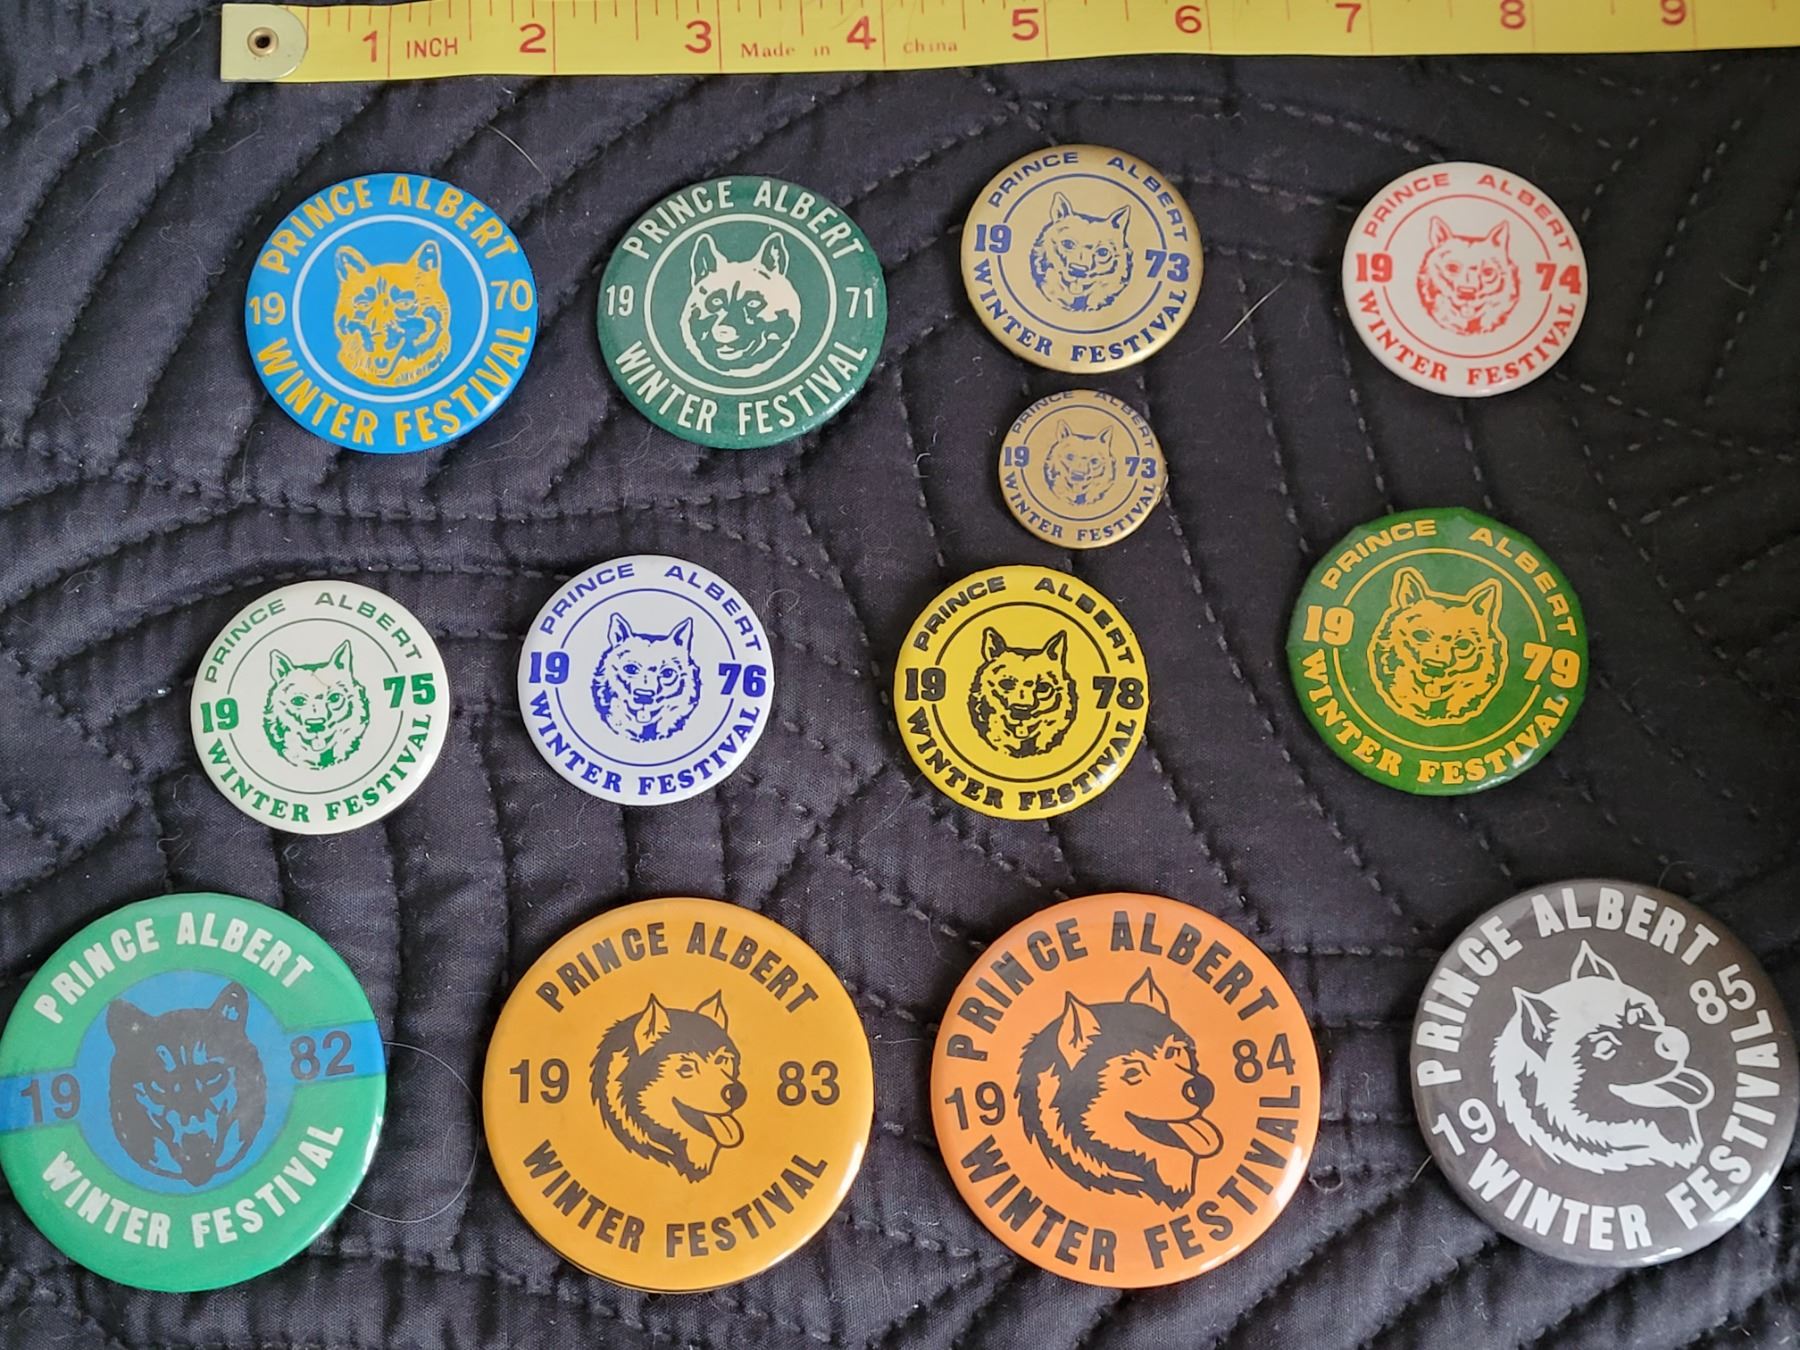 1 INCH 2 3 Made in 4 china 5 6 7 8 9
PRINCE ALBERT
19 70
WINTER FESTIVAL
PRINCE ALBERT
19 71
WINTER FESTIVAL
PRINCE ALBERT
19 73
WINTER FESTIVAL
PRINCE ALBERT
19 74
WINTER FESTIVAL
PRINCE ALBERT
19 73
WINTER FESTIVAL
PRINCE ALBERT
19 75
WINTER FESTIVAL
PRINCE ALBERT
19 76
WINTER FESTIVAL
PRINCE ALBERT
19 78
WINTER FESTIVAL
PRINCE ALBERT
19 79
WINTER FESTIVAL
PRINCE ALBERT
19 82
WINTER FESTIVAL
PRINCE ALBERT
19 83
WINTER FESTIVAL
PRINCE ALBERT
19 84
WINTER FESTIVAL
PRINCE ALBERT
19 85
WINTER FESTIVAL